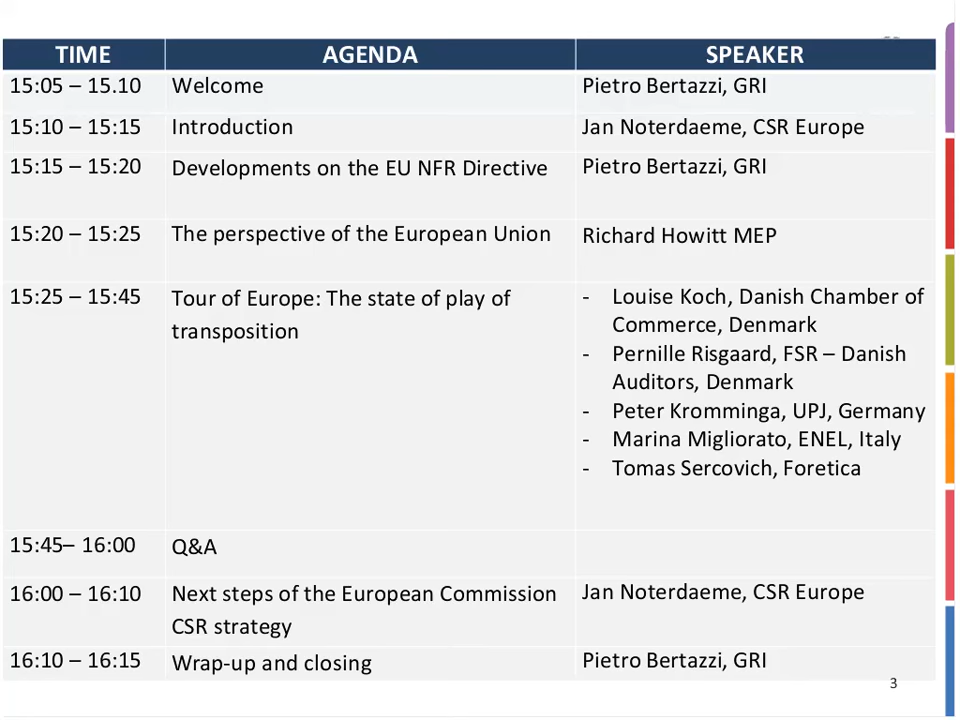 TIME AGENDA SPEAKER
15:05 – 15.10 Welcome Pietro Bertazzi, GRI
15:10 – 15:15 Introduction Jan Noterdaeme, CSR Europe
15:15 – 15:20 Developments on the EU NFR Directive Pietro Bertazzi, GRI
15:20 – 15:25 The perspective of the European Union Richard Howitt MEP
15:25 – 15:45 Tour of Europe: The state of play of
transposition
- Louise Koch, Danish Chamber of
Commerce, Denmark
- Pernille Risgaard, FSR – Danish
Auditors, Denmark
- Peter Kromminga, UPJ, Germany
- Marina Migliorato, ENEL, Italy
- Tomas Sercovich, Foretica
15:45– 16:00 Q&A
16:00 – 16:10 Next steps of the European Commission
CSR strategy
Jan Noterdaeme, CSR Europe
16:10 – 16:15 Wrap-up and closing Pietro Bertazzi, GRI
3